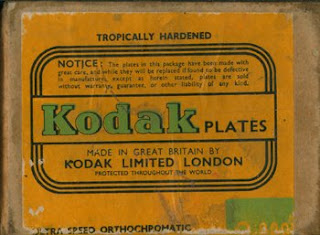 TROPICALLY HARDENED
NOTICE: The plates in this package have been made with
great care, and while they will be replaced if found to be defective
in manufacture, except as herein stated, plates are sold
without warranty, guarantee, or other liability of any kind.
Kodak PLATES
MADE IN GREAT BRITAIN BY
KODAK LIMITED LONDON
PROTECTED THROUGHOUT THE WORLD
SPEED ORTHOCHROMATIC